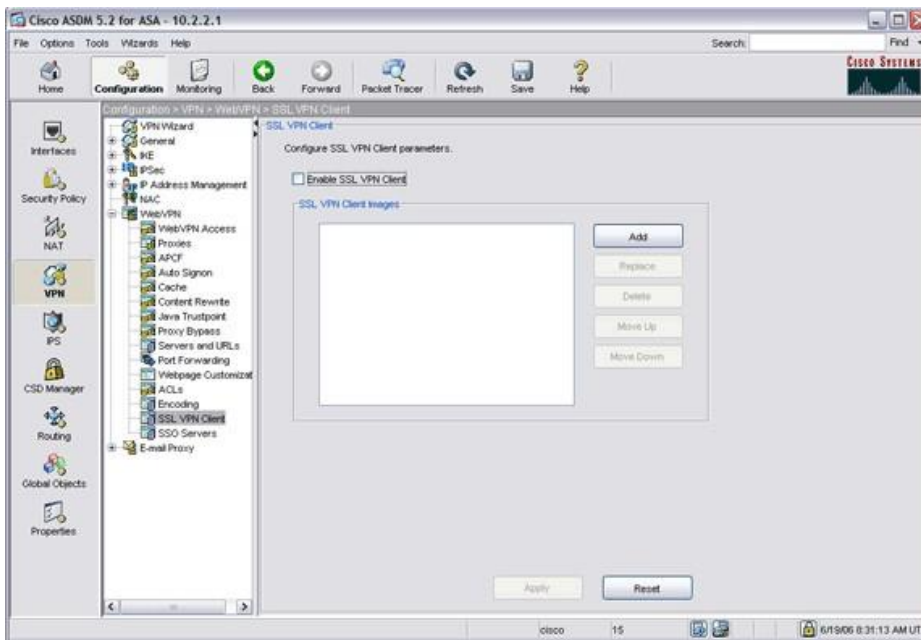 Cisco ASDM 5.2 for ASA - 10.2.2.1
File Options Tools Wizards Help
Search:
Find
Home
Configuration
Monitoring
Back
Forward
Packet Tracer
Refresh
Save
Help
CISCO SYSTEMS
Configuration > VPN > WebVPN > SSL VPN Client
Interfaces
Security Policy
NAT
VPN
IPS
CSD Manager
Routing
Global Objects
Properties
VPN Wizard
General
IKE
IPSec
IP Address Management
NAC
WebVPN
WebVPN Access
Proxies
APCF
Auto Signon
Cache
Content Rewrite
Java Trustpoint
Proxy Bypass
Servers and URLs
Port Forwarding
Webpage Customizat
ACLs
Encoding
SSL VPN Client
SSO Servers
E-mail Proxy
SSL VPN Client
Configure SSL VPN Client parameters.
Enable SSL VPN Client
SSL VPN Client Images
Add
Replace
Delete
Move Up
Move Down
Apply
Reset
cisco
15
6/19/06 8:31:13 AM UT